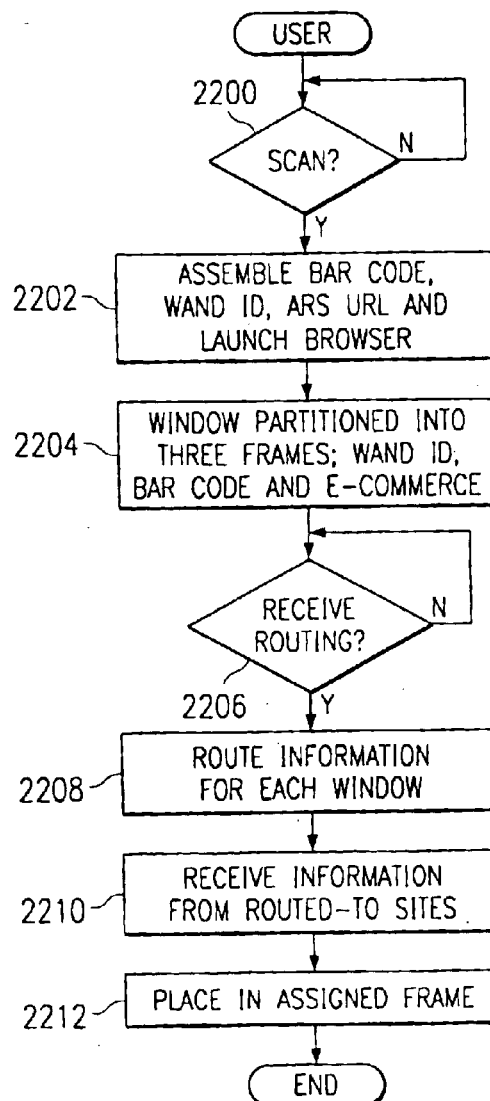 USER
2200
SCAN?
N
Y
2202
ASSEMBLE BAR CODE,
WAND ID, ARS URL AND
LAUNCH BROWSER
2204
WINDOW PARTITIONED INTO
THREE FRAMES; WAND ID,
BAR CODE AND E-COMMERCE
RECEIVE
ROUTING?
N
2206
Y
2208
ROUTE INFORMATION
FOR EACH WINDOW
2210
RECEIVE INFORMATION
FROM ROUTED-TO SITES
2212
PLACE IN ASSIGNED FRAME
END